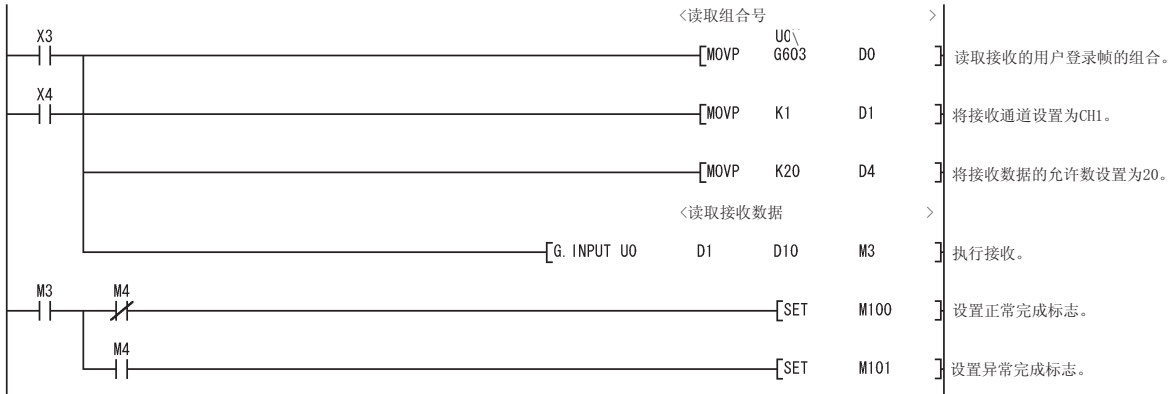 <读取组合号 >
X3
U0\
[MOVP G603 D0 ] 读取接收的用户登录帧的组合。
X4
[MOVP K1 D1 ] 将接收通道设置为CH1。
[MOVP K20 D4 ] 将接收数据的允许数设置为20。
<读取接收数据 >
[G.INPUT U0 D1 D10 M3 ] 执行接收。
M3 M4
[SET M100 ] 设置正常完成标志。
M4
[SET M101 ] 设置异常完成标志。